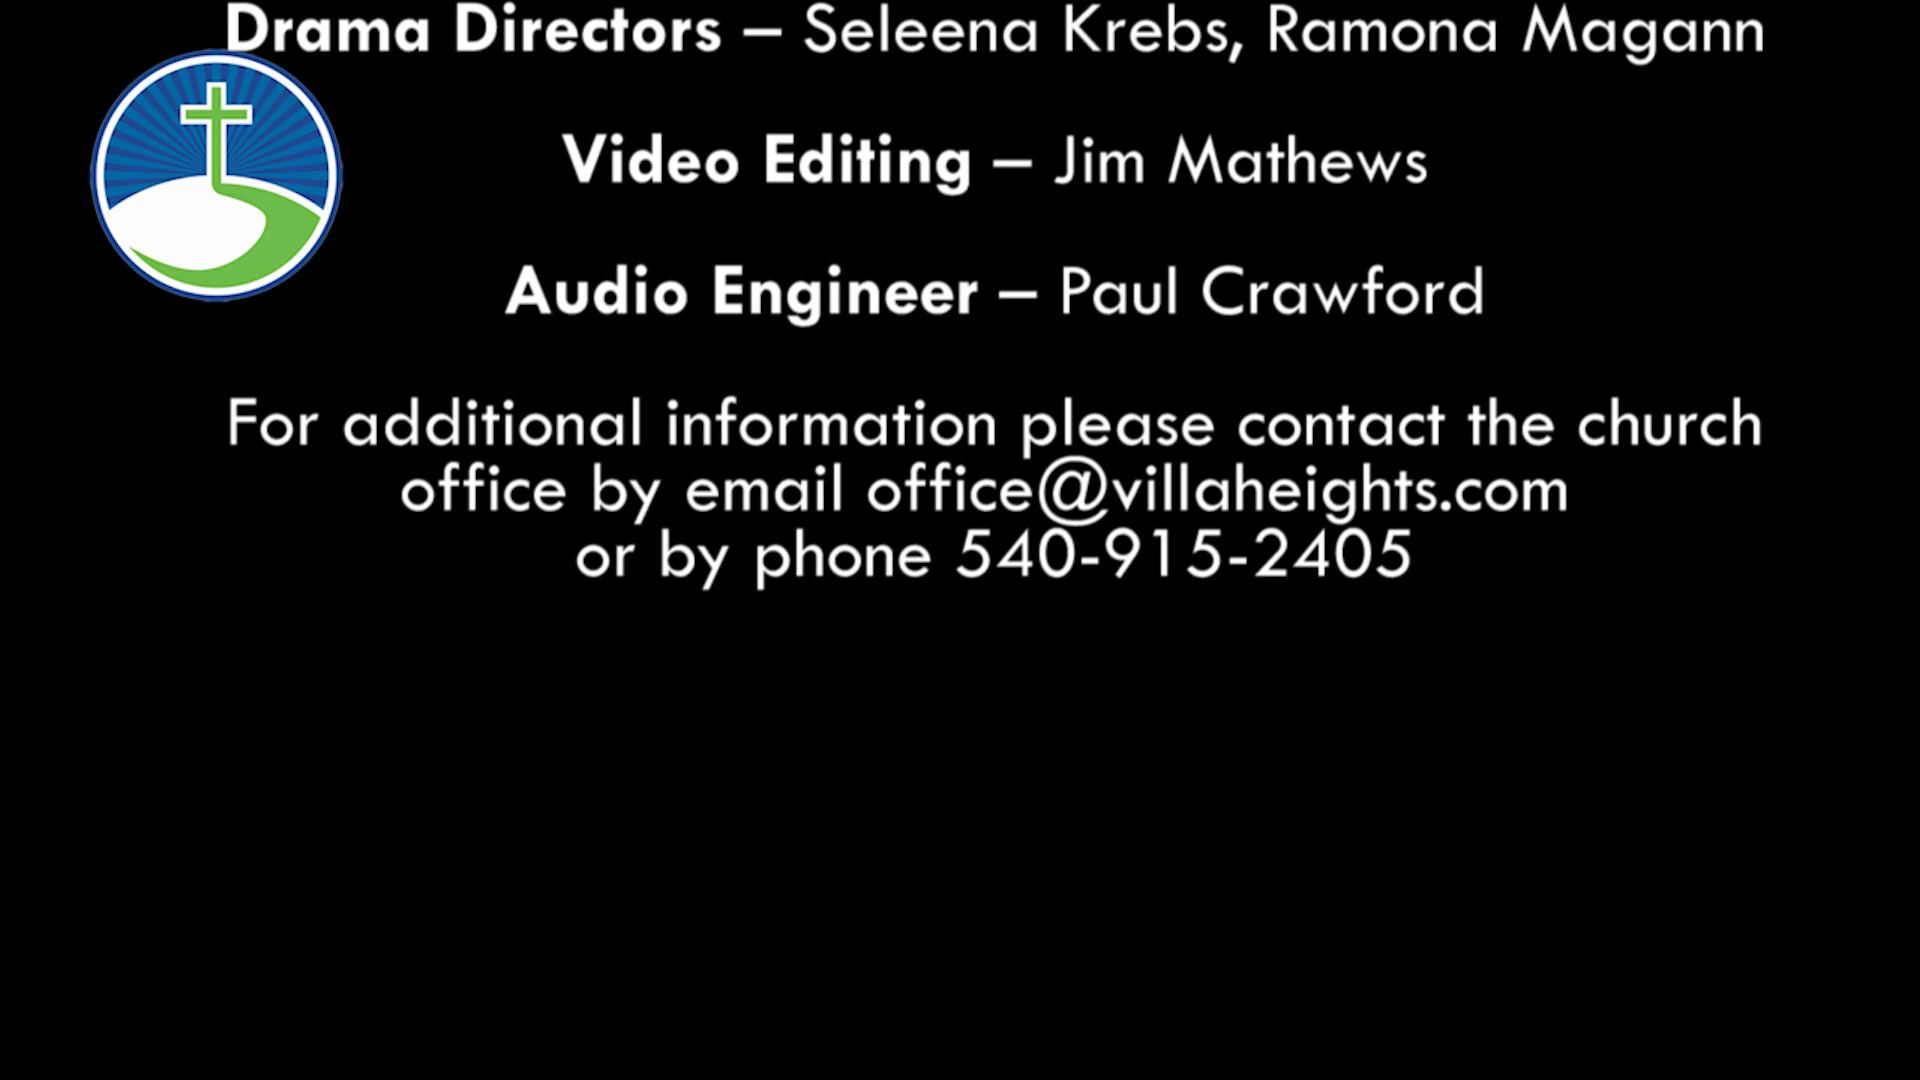 Drama Directors – Seleena Krebs, Ramona Magann
Video Editing – Jim Mathews
Audio Engineer – Paul Crawford
For additional information please contact the church
office by email office@villaheights.com
or by phone 540-915-2405